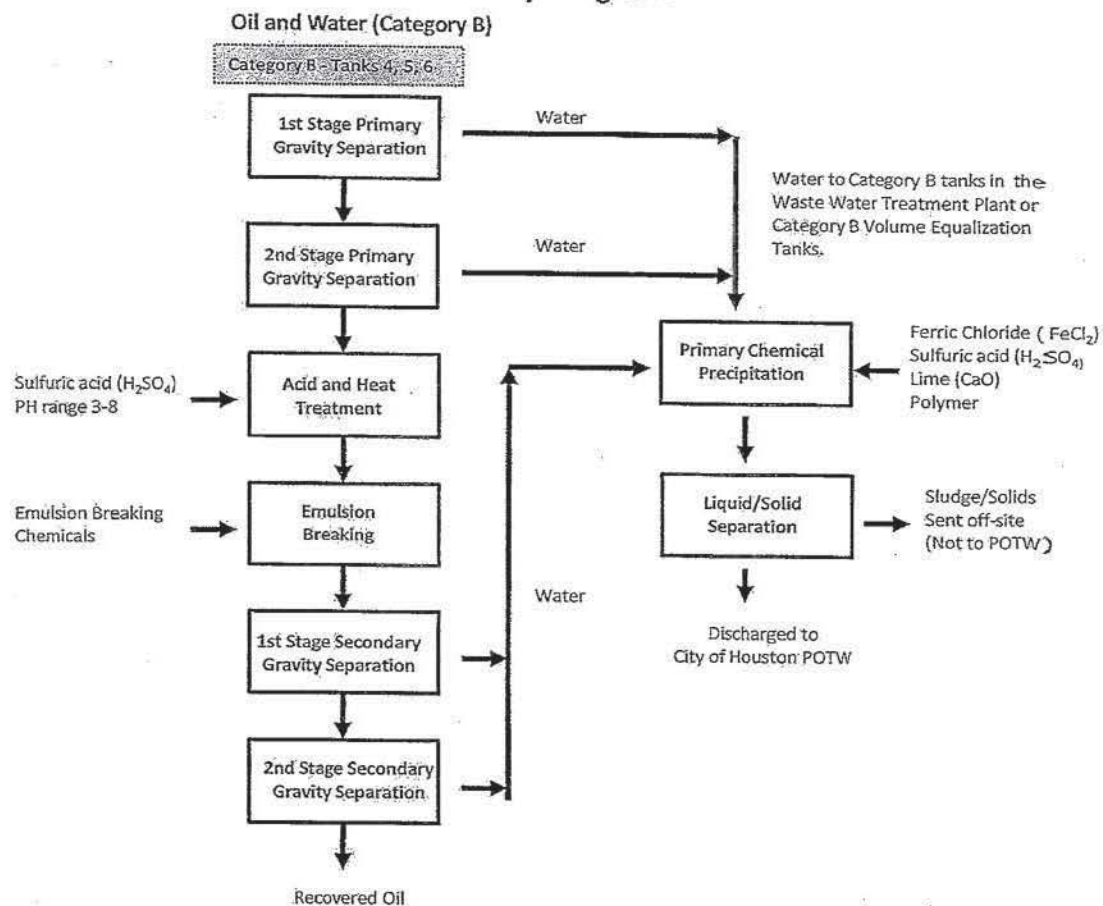 Oil and Water (Category B)
Category B - Tanks 4, 5, 6
1st Stage Primary
Gravity Separation
Water
Water to Category B tanks in the
Waste Water Treatment Plant or
Category B Volume Equalization
Tanks.
2nd Stage Primary
Gravity Separation
Water
Primary Chemical
Precipitation
Ferric Chloride ( FeCl₂)
Sulfuric acid (H₂SO₄)
Lime (CaO)
Polymer
Sulfuric acid (H₂SO₄)
PH range 3-8
Acid and Heat
Treatment
Liquid/Solid
Separation
Sludge/Solids
Sent off-site
(Not to POTW)
Emulsion Breaking
Chemicals
Emulsion
Breaking
Water
Discharged to
City of Houston POTW
1st Stage Secondary
Gravity Separation
2nd Stage Secondary
Gravity Separation
Recovered Oil